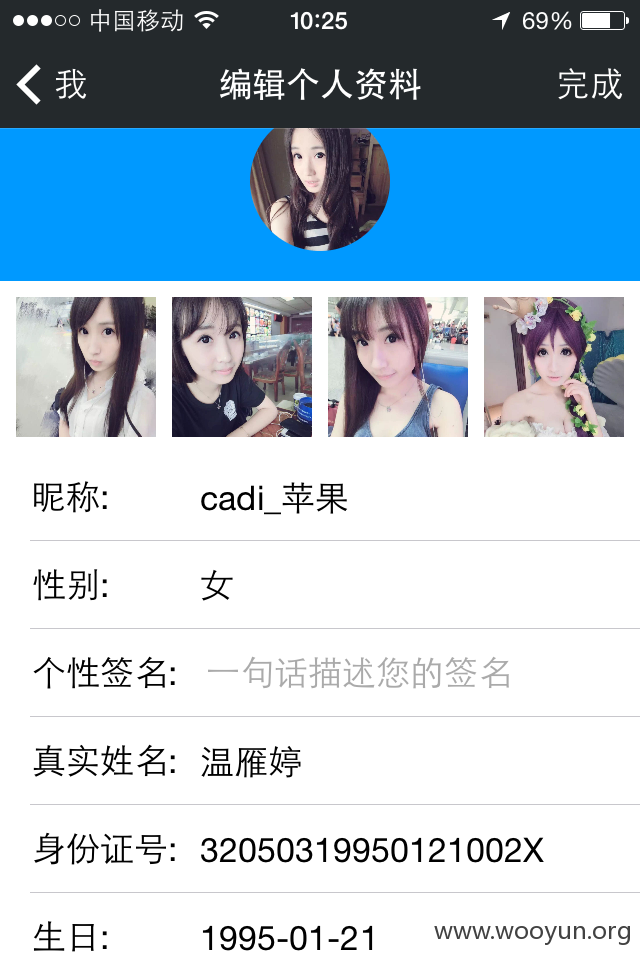 中国移动 10:25 69%
我 编辑个人资料 完成
昵称: cadi_苹果
性别: 女
个性签名: 一句话描述您的签名
真实姓名: 温雁婷
身份证号: 32050319950121002X
生日: 1995-01-21
www.wooyun.org